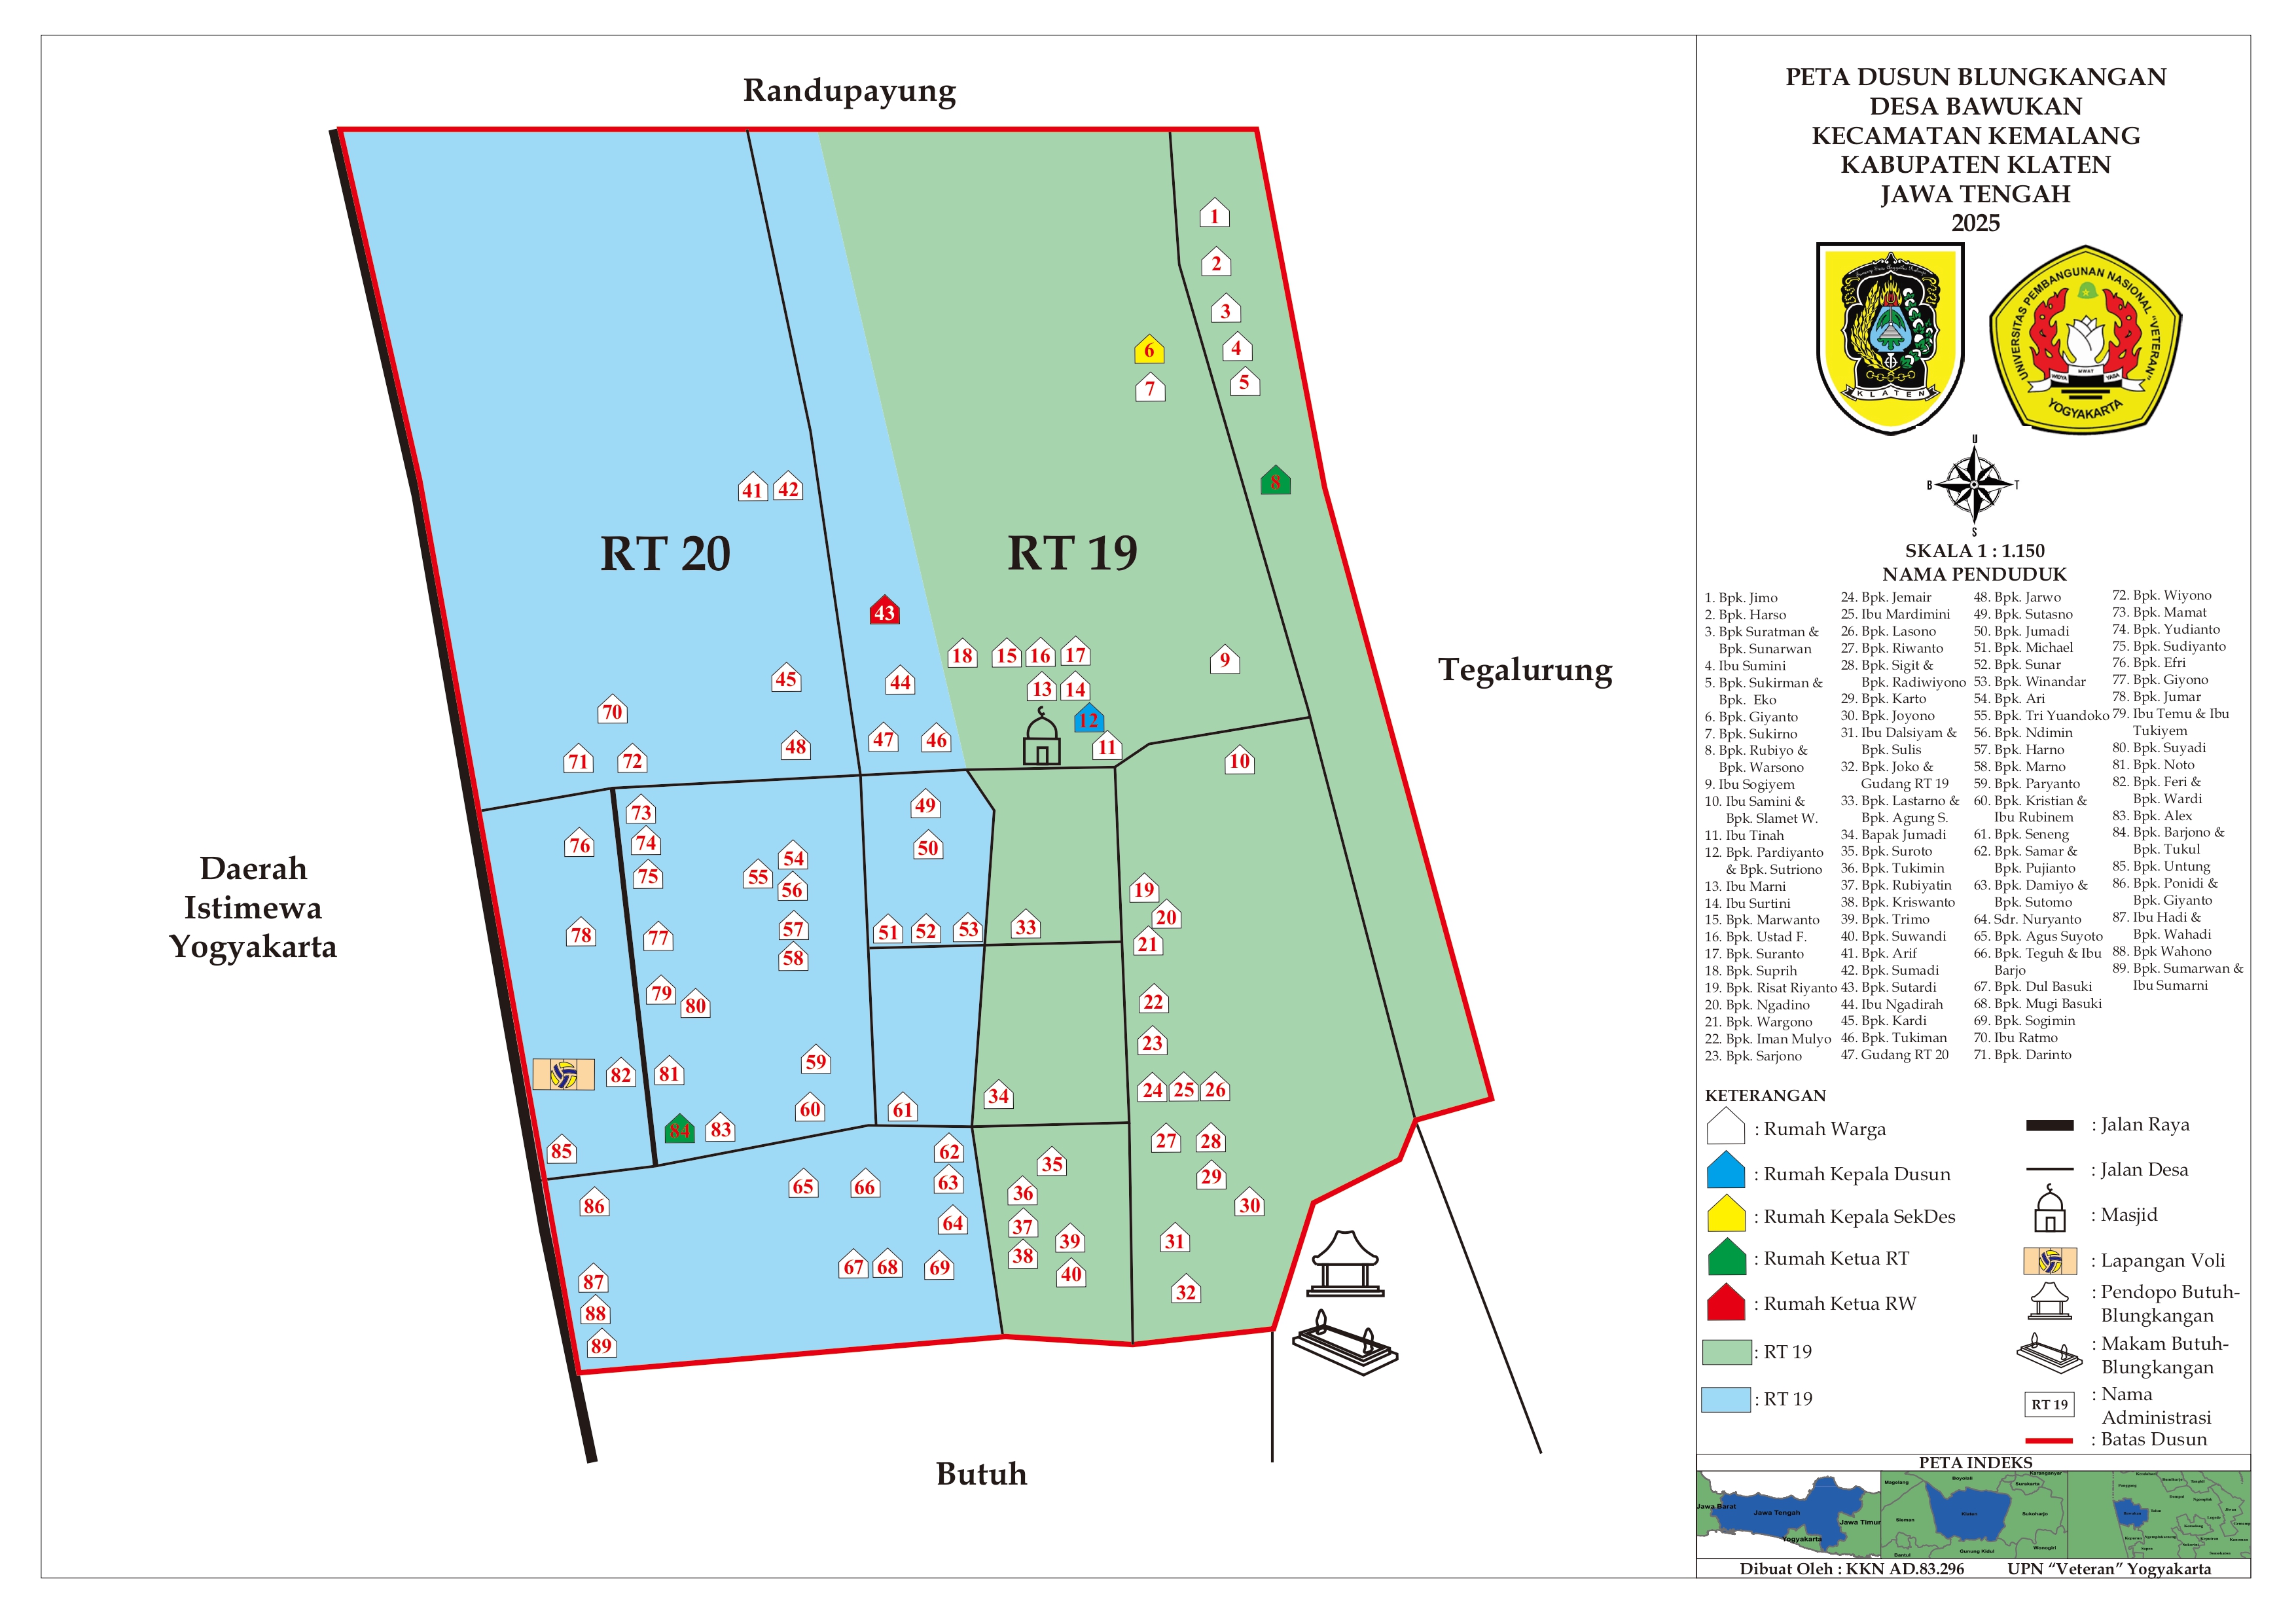 Randupayung
RT 20
RT 19
Tegalurung
Daerah
Istimewa
Yogyakarta
Butuh
1
2
3
4
5
6
7
8
41
42
43
18
15
16
17
9
13
14
12
11
10
45
44
70
71
72
48
47
46
73
74
75
76
49
50
54
55
56
57
58
77
78
51
52
53
33
19
20
21
79
80
22
23
59
82
81
60
61
34
24
25
26
84
83
85
27
28
29
30
62
63
64
65
66
35
36
37
38
39
40
31
32
86
67
68
69
87
88
89
PETA DUSUN BLUNGKANGAN
DESA BAWUKAN
KECAMATAN KEMALANG
KABUPATEN KLATEN
JAWA TENGAH
2025
KLATEN
UNIVERSITAS PEMBANGUNAN NASIONAL "VETERAN"
WIDYA MWAT YASA
YOGYAKARTA
U
B
T
S
SKALA 1 : 1.150
NAMA PENDUDUK
1. Bpk. Jimo
2. Bpk. Harso
3. Bpk Suratman &
Bpk. Sunarwan
4. Ibu Sumini
5. Bpk. Sukirman &
Bpk. Eko
6. Bpk. Giyanto
7. Bpk. Sukirno
8. Bpk. Rubiyo &
Bpk. Warsono
9. Ibu Sogiyem
10. Ibu Samini &
Bpk. Slamet W.
11. Ibu Tinah
12. Bpk. Pardiyanto
& Bpk. Sutriono
13. Ibu Marni
14. Ibu Surtini
15. Bpk. Marwanto
16. Bpk. Ustad F.
17. Bpk. Suranto
18. Bpk. Suprih
19. Bpk. Risat Riyanto
20. Bpk. Ngadino
21. Bpk. Wargono
22. Bpk. Iman Mulyo
23. Bpk. Sarjono
24. Bpk. Jemair
25. Ibu Mardimini
26. Bpk. Lasono
27. Bpk. Riwanto
28. Bpk. Sigit &
Bpk. Radiwiyono
29. Bpk. Karto
30. Bpk. Joyono
31. Ibu Dalsiyam &
Bpk. Sulis
32. Bpk. Joko &
Gudang RT 19
33. Bpk. Lastarno &
Bpk. Agung S.
34. Bapak Jumadi
35. Bpk. Suroto
36. Bpk. Tukimin
37. Bpk. Rubiyatin
38. Bpk. Kriswanto
39. Bpk. Trimo
40. Bpk. Suwandi
41. Bpk. Arif
42. Bpk. Sumadi
43. Bpk. Sutardi
44. Ibu Ngadirah
45. Bpk. Kardi
46. Bpk. Tukiman
47. Gudang RT 20
48. Bpk. Jarwo
49. Bpk. Sutasno
50. Bpk. Jumadi
51. Bpk. Michael
52. Bpk. Sunar
53. Bpk. Winandar
54. Bpk. Ari
55. Bpk. Tri Yuandoko
56. Bpk. Ndimin
57. Bpk. Harno
58. Bpk. Marno
59. Bpk. Paryanto
60. Bpk. Kristian &
Ibu Rubinem
61. Bpk. Seneng
62. Bpk. Samar &
Bpk. Pujianto
63. Bpk. Damiyo &
Bpk. Sutomo
64. Sdr. Nuryanto
65. Bpk. Agus Suyoto
66. Bpk. Teguh & Ibu
Barjo
67. Bpk. Dul Basuki
68. Bpk. Mugi Basuki
69. Bpk. Sogimin
70. Ibu Ratmo
71. Bpk. Darinto
72. Bpk. Wiyono
73. Bpk. Mamat
74. Bpk. Yudianto
75. Bpk. Sudiyanto
76. Bpk. Efri
77. Bpk. Giyono
78. Bpk. Jumar
79. Ibu Temu & Ibu
Tukiyem
80. Bpk. Suyadi
81. Bpk. Noto
82. Bpk. Feri &
Bpk. Wardi
83. Bpk. Alex
84. Bpk. Barjono &
Bpk. Tukul
85. Bpk. Untung
86. Bpk. Ponidi &
Bpk. Giyanto
87. Ibu Hadi &
Bpk. Wahadi
88. Bpk Wahono
89. Bpk. Sumarwan &
Ibu Sumarni
KETERANGAN
: Rumah Warga
: Rumah Kepala Dusun
: Rumah Kepala SekDes
: Rumah Ketua RT
: Rumah Ketua RW
: RT 19
: RT 19
: Jalan Raya
: Jalan Desa
: Masjid
: Lapangan Voli
: Pendopo Butuh-
Blungkangan
: Makam Butuh-
Blungkangan
RT 19
: Nama
Administrasi
: Batas Dusun
PETA INDEKS
Jawa Barat
Jawa Tengah
Jawa Timur
Yogyakarta
Magelang
Boyolali
Karanganyar
Surakarta
Sleman
Klaten
Sukoharjo
Bantul
Gunung Kidul
Wonogiri
Dibuat Oleh : KKN AD.83.296
UPN "Veteran" Yogyakarta